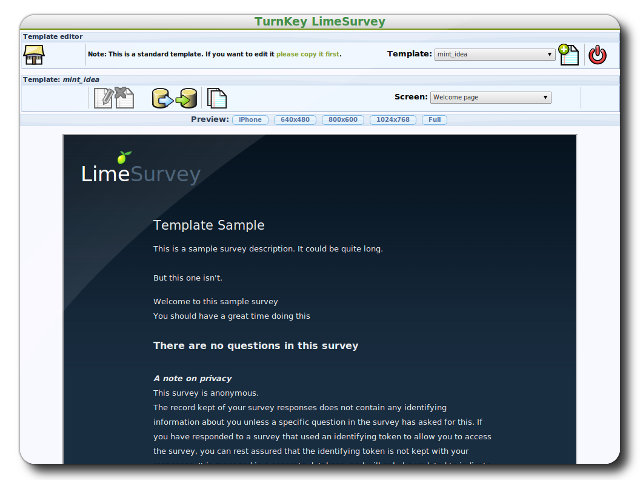 TurnKey LimeSurvey
Template editor
Note: This is a standard template. If you want to edit it please copy it first.
Template: mint_idea
Template: mint_idea
Screen: Welcome page
Preview: iPhone 640x480 800x600 1024x768 Full
LimeSurvey
Template Sample
This is a sample survey description. It could be quite long.
But this one isn't.
Welcome to this sample survey
You should have a great time doing this
There are no questions in this survey
A note on privacy
This survey is anonymous.
The record kept of your survey responses does not contain any identifying
information about you unless a specific question in the survey has asked for this. If
you have responded to a survey that used an identifying token to allow you to access
the survey, you can rest assured that the identifying token is not kept with your